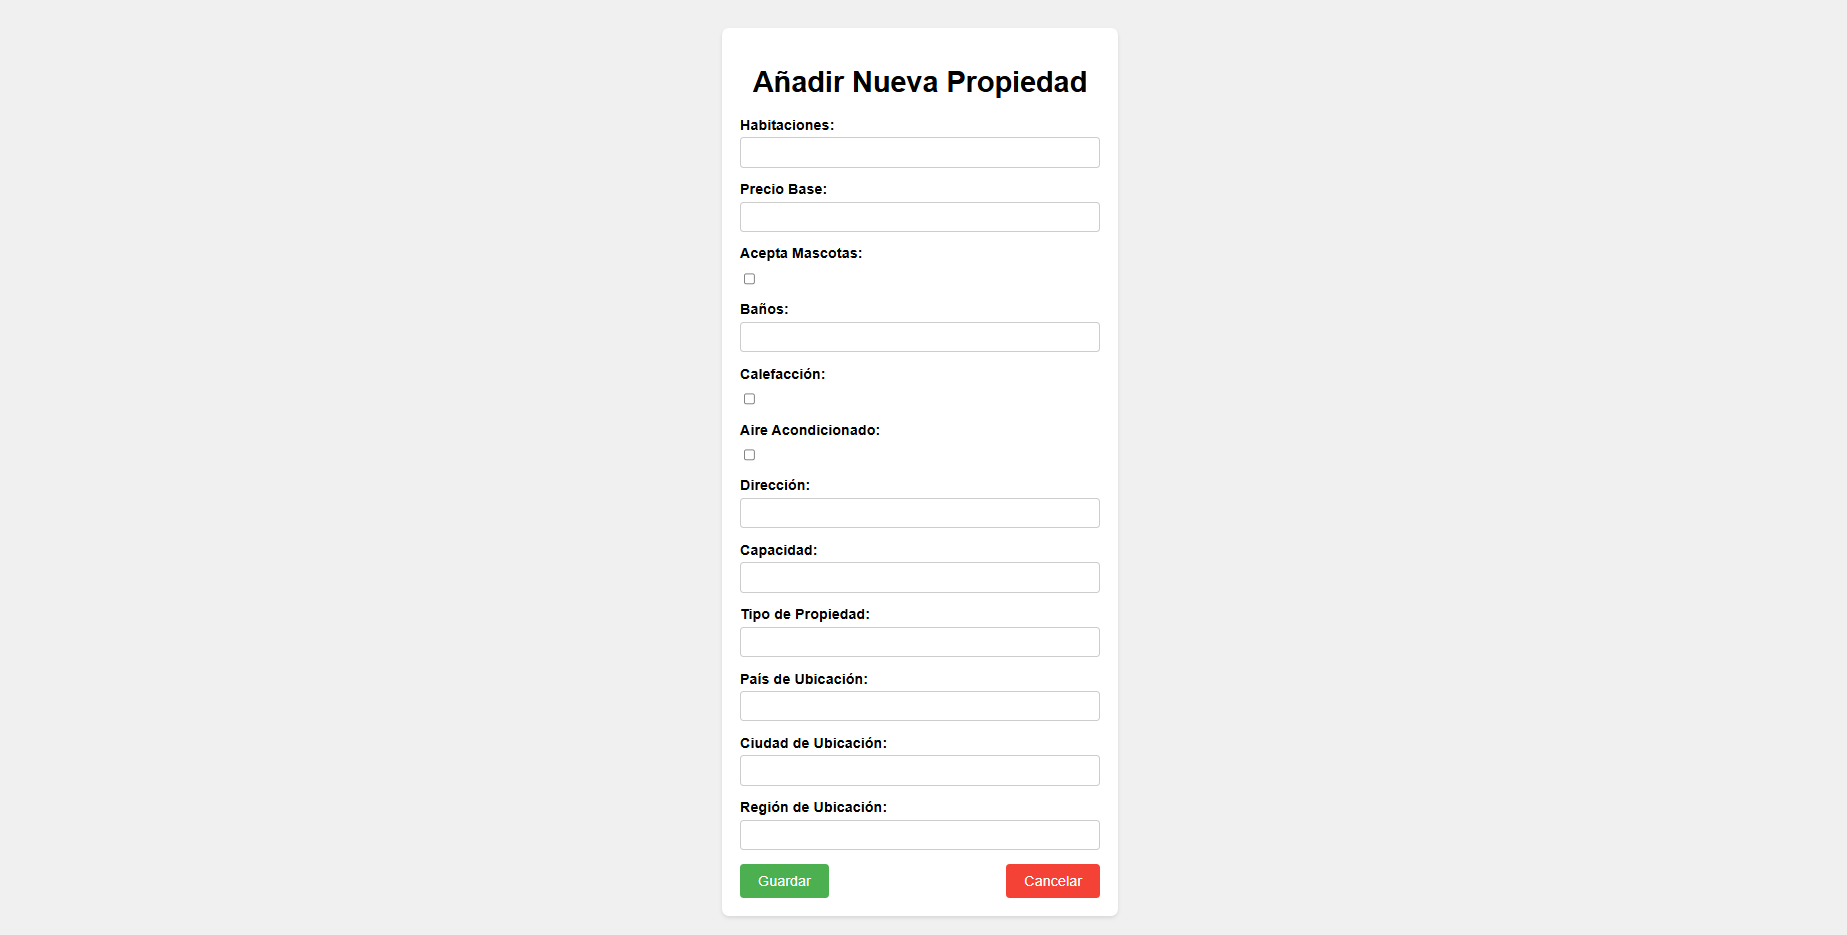 Añadir Nueva Propiedad
Habitaciones:
Precio Base:
Acepta Mascotas:
Baños:
Calefacción:
Aire Acondicionado:
Dirección:
Capacidad:
Tipo de Propiedad:
País de Ubicación:
Ciudad de Ubicación:
Región de Ubicación:
Guardar
Cancelar